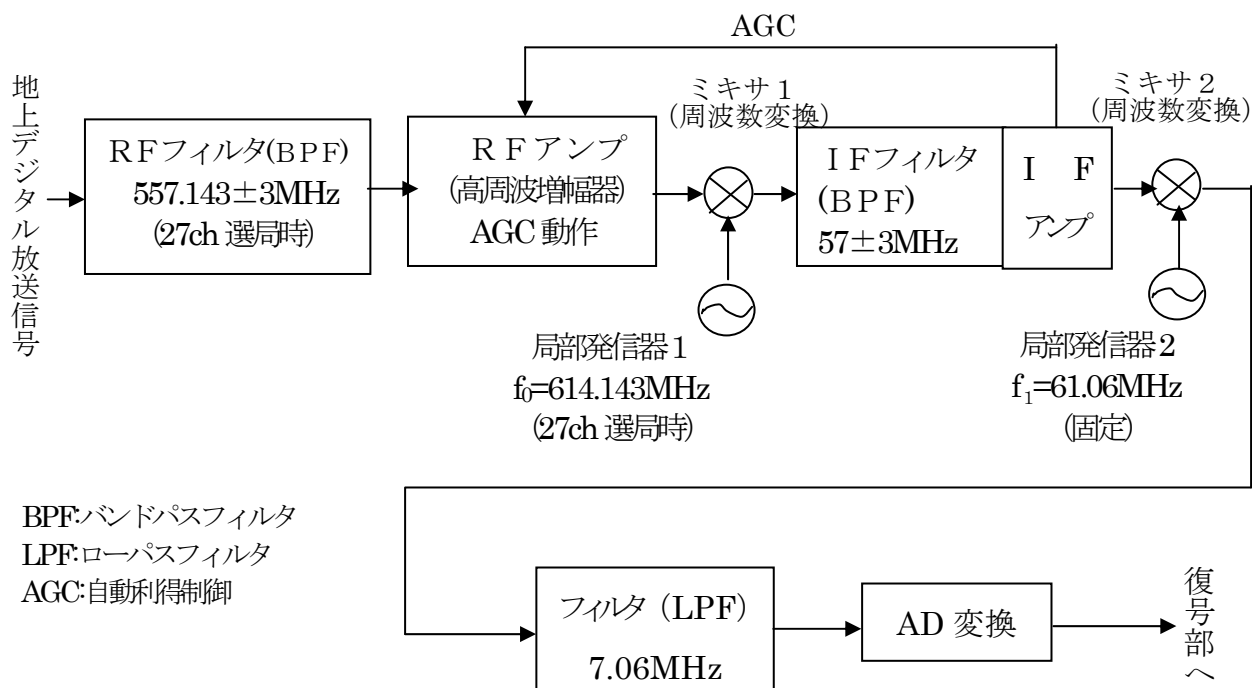 AGC
地上デジタル放送信号
RFフィルタ(BPF)
557.143±3MHz
(27ch 選局時)
RFアンプ
(高周波増幅器)
AGC 動作
ミキサ1
(周波数変換)
IFフィルタ
(BPF)
57±3MHz
I F
アンプ
ミキサ2
(周波数変換)
局部発信器1
f0=614.143MHz
(27ch 選局時)
局部発信器2
f1=61.06MHz
(固定)
BPF:バンドパスフィルタ
LPF:ローパスフィルタ
AGC:自動利得制御
フィルタ(LPF)
7.06MHz
AD 変換
復号部へ